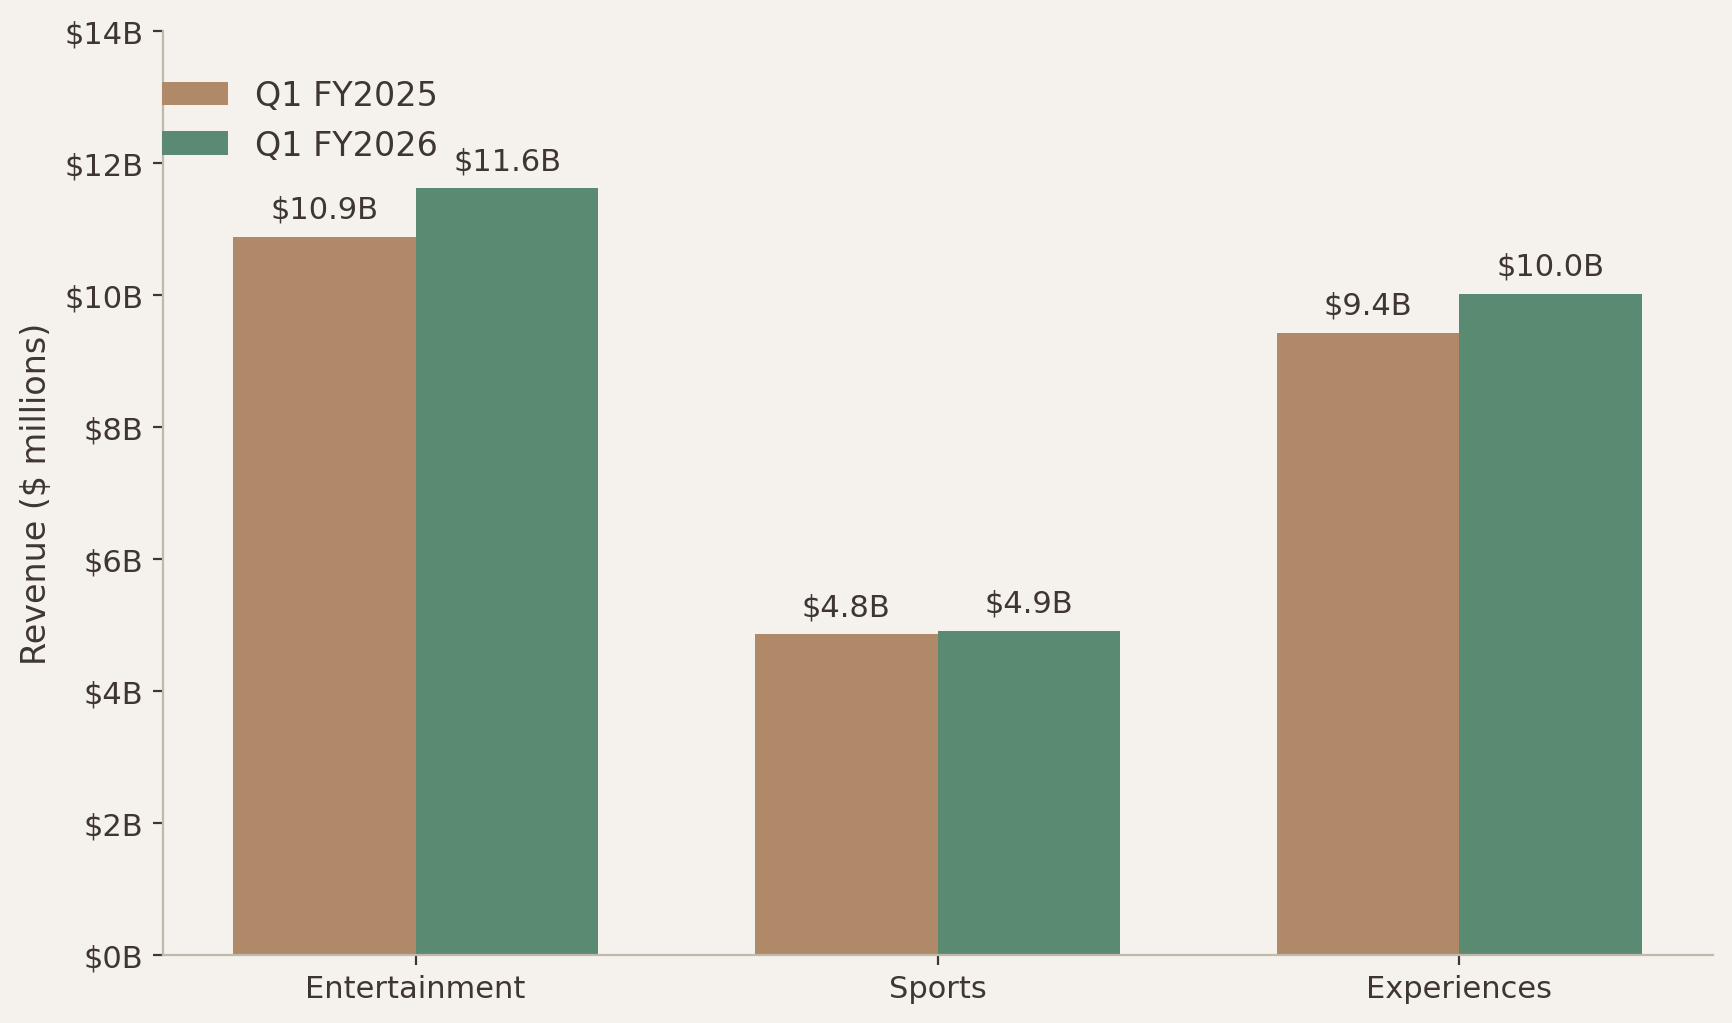 $14B
Q1 FY2025
Q1 FY2026
$12B
$11.6B
$10.9B
$10B
$10.0B
$9.4B
$8B
Revenue ($ millions)
$6B
$4.8B
$4.9B
$4B
$2B
$0B
Entertainment
Sports
Experiences